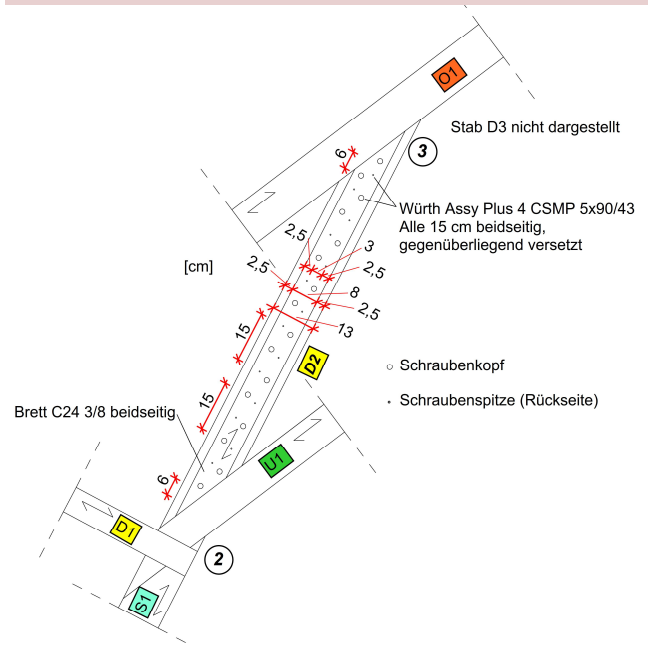 O1
Stab D3 nicht dargestellt
3
6
Würth Assy Plus 4 CSMP 5x90/43
Alle 15 cm beidseitig,
gegenüberliegend versetzt
2,5
3
2,5
[cm]
2,5
8
2,5
13
15
D2
Schraubenkopf
15
Schraubenspitze (Rückseite)
Brett C24 3/8 beidseitig
U1
6
D1
2
S1